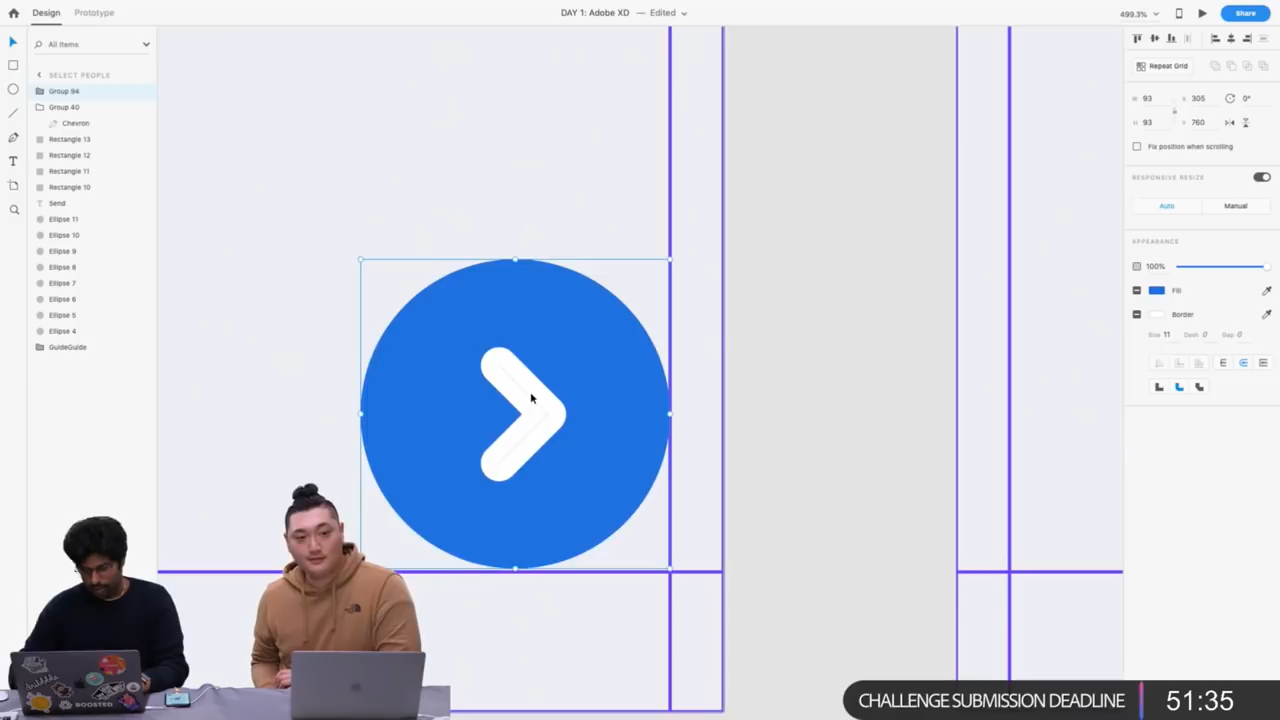 Design
Prototype
DAY 1: Adobe XD — Edited
499.3%
Share
All Items
SELECT PEOPLE
Group 94
Group 40
Chevron
Rectangle 13
Rectangle 12
Rectangle 11
Rectangle 10
Send
Ellipse 11
Ellipse 10
Ellipse 9
Ellipse 8
Ellipse 7
Ellipse 6
Ellipse 5
Ellipse 4
GuideGuide
Repeat Grid
W 93 X 305 0°
H 93 Y 760
Fix position when scrolling
RESPONSIVE RESIZE
Auto Manual
APPEARANCE
100%
Fill
Border
Size 11 Dash 0 Gap 0
BOOSTED
CHALLENGE SUBMISSION DEADLINE 51:35